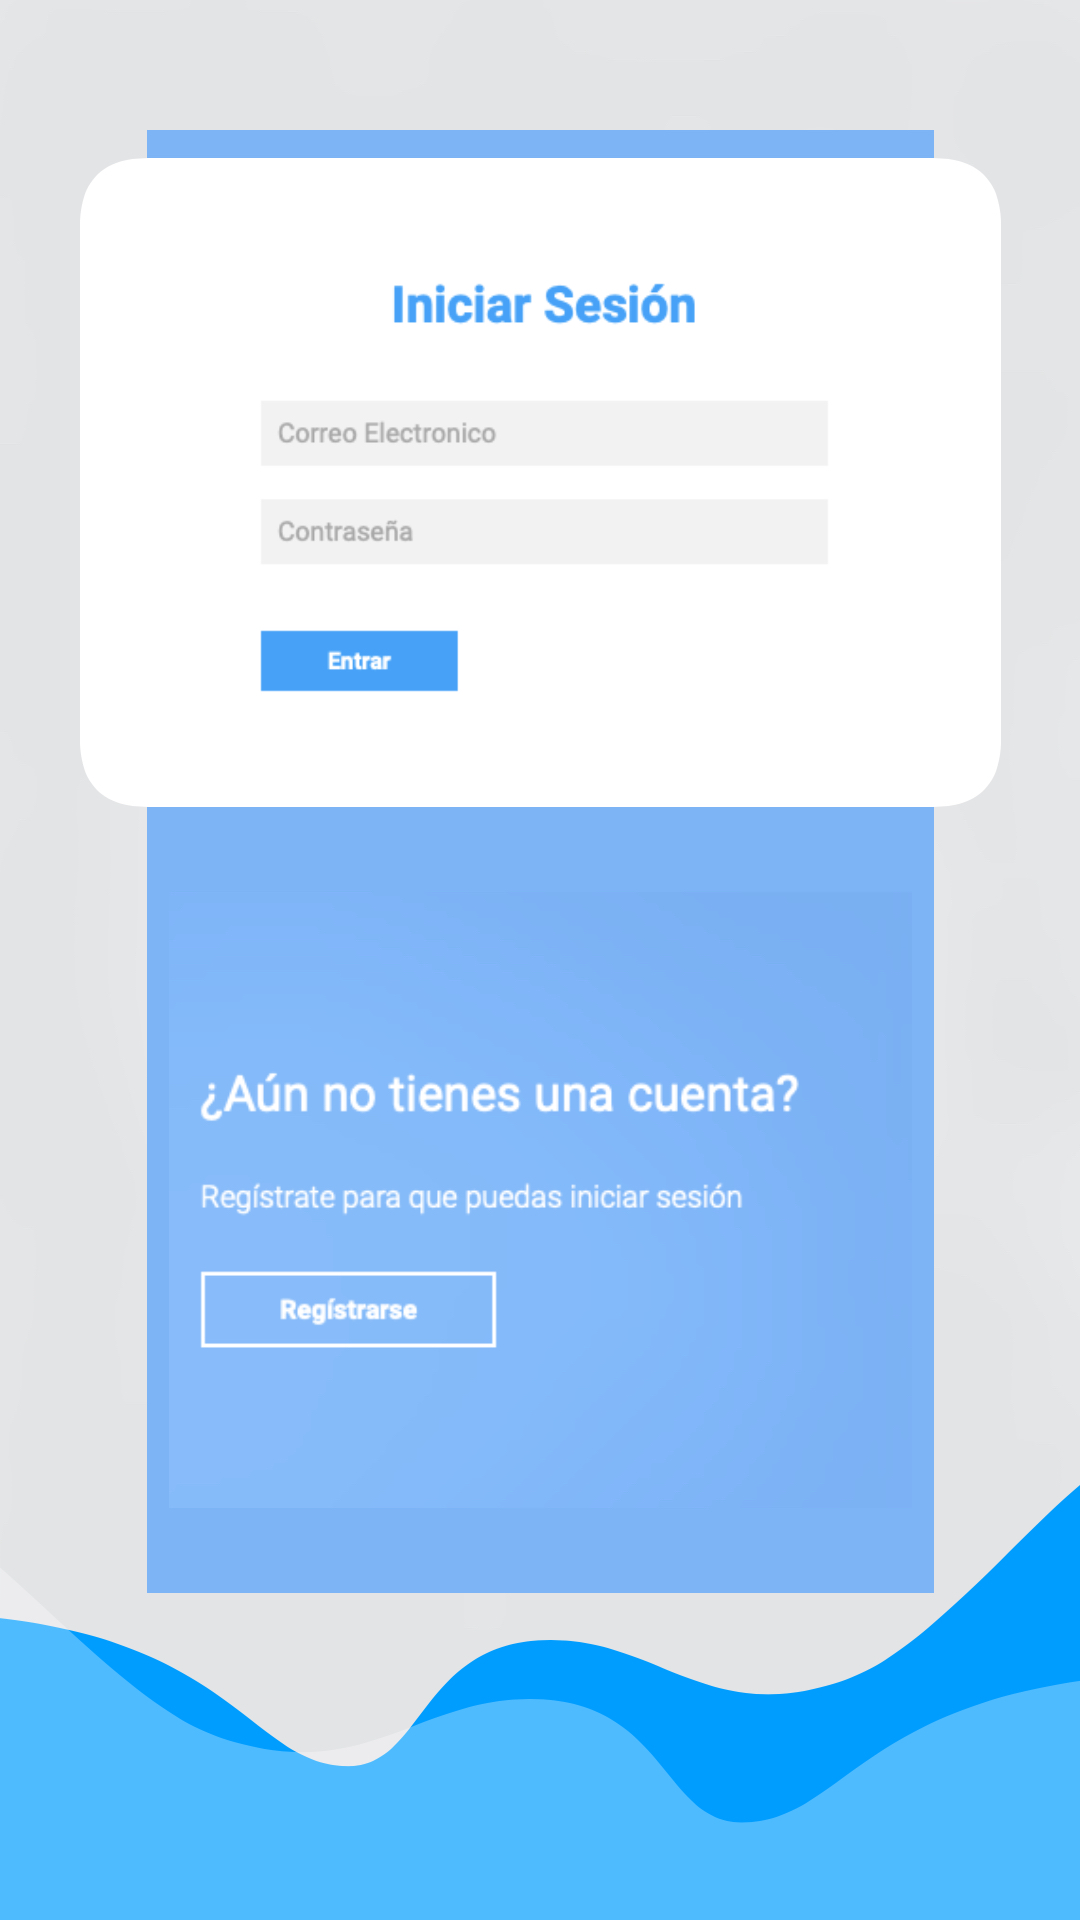 Iniciar Sesión
Correo Electronico
Contraseña
Entrar
¿Aún no tienes una cuenta?
Regístrate para que puedas iniciar sesión
Regístrarse